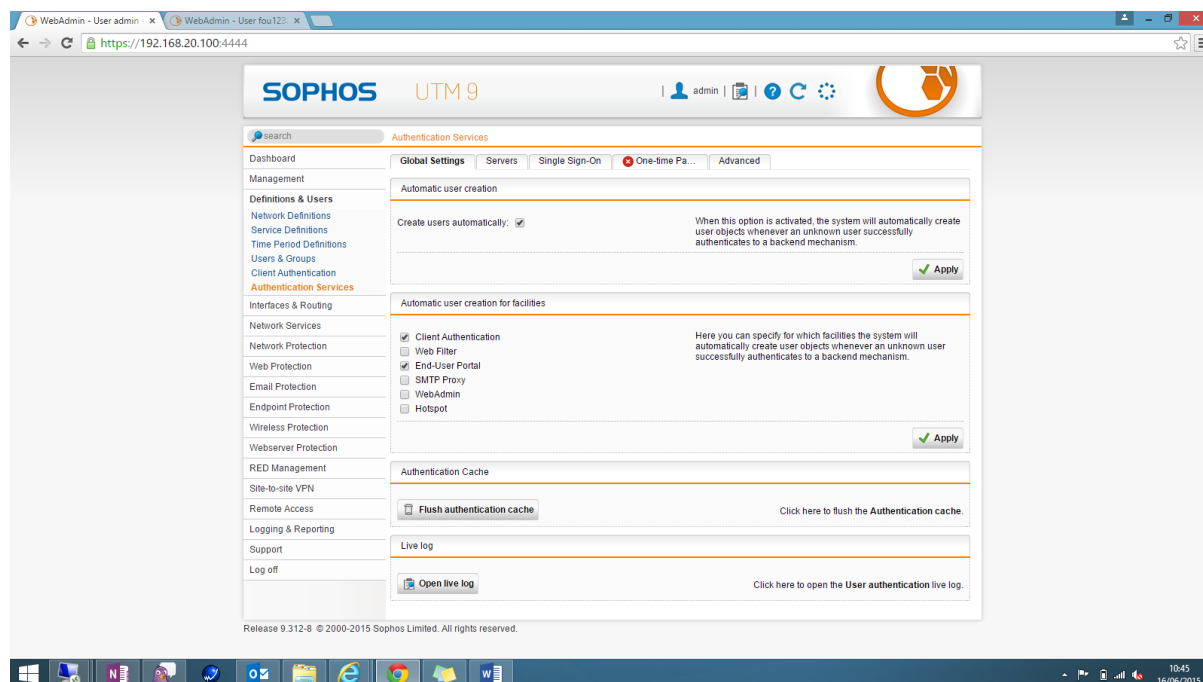 WebAdmin - User admin -
WebAdmin - User fou123.
https://192.168.20.100:4444
SOPHOS UTM 9
| admin | |
search
Authentication Services
Dashboard
Management
Definitions & Users
Network Definitions
Service Definitions
Time Period Definitions
Users & Groups
Client Authentication
Authentication Services
Interfaces & Routing
Network Services
Network Protection
Web Protection
Email Protection
Endpoint Protection
Wireless Protection
Webserver Protection
RED Management
Site-to-site VPN
Remote Access
Logging & Reporting
Support
Log off
Global Settings Servers Single Sign-On One-time Pa... Advanced
Automatic user creation
Create users automatically:
When this option is activated, the system will automatically create
user objects whenever an unknown user successfully
authenticates to a backend mechanism.
Apply
Automatic user creation for facilities
Client Authentication
Web Filter
End-User Portal
SMTP Proxy
WebAdmin
Hotspot
Here you can specify for which facilities the system will
automatically create user objects whenever an unknown user
successfully authenticates to a backend mechanism.
Apply
Authentication Cache
Flush authentication cache
Click here to flush the Authentication cache.
Live log
Open live log
Click here to open the User authentication live log.
Release 9.312-8 © 2000-2015 Sophos Limited. All rights reserved.
10:45
16/06/2015